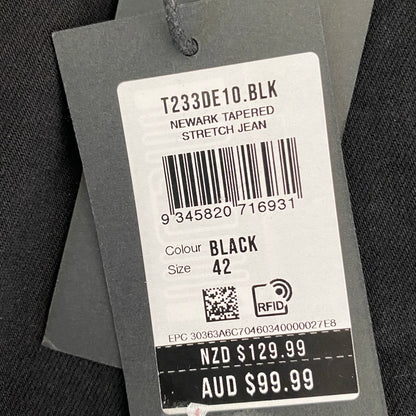 T233DE10.BLK
NEWARK TAPERED
STRETCH JEAN
9 345820 716931
Colour BLACK
Size 42
RFID
EPC 30363A6C70460340000027E8
NZD $129.99
AUD $99.99